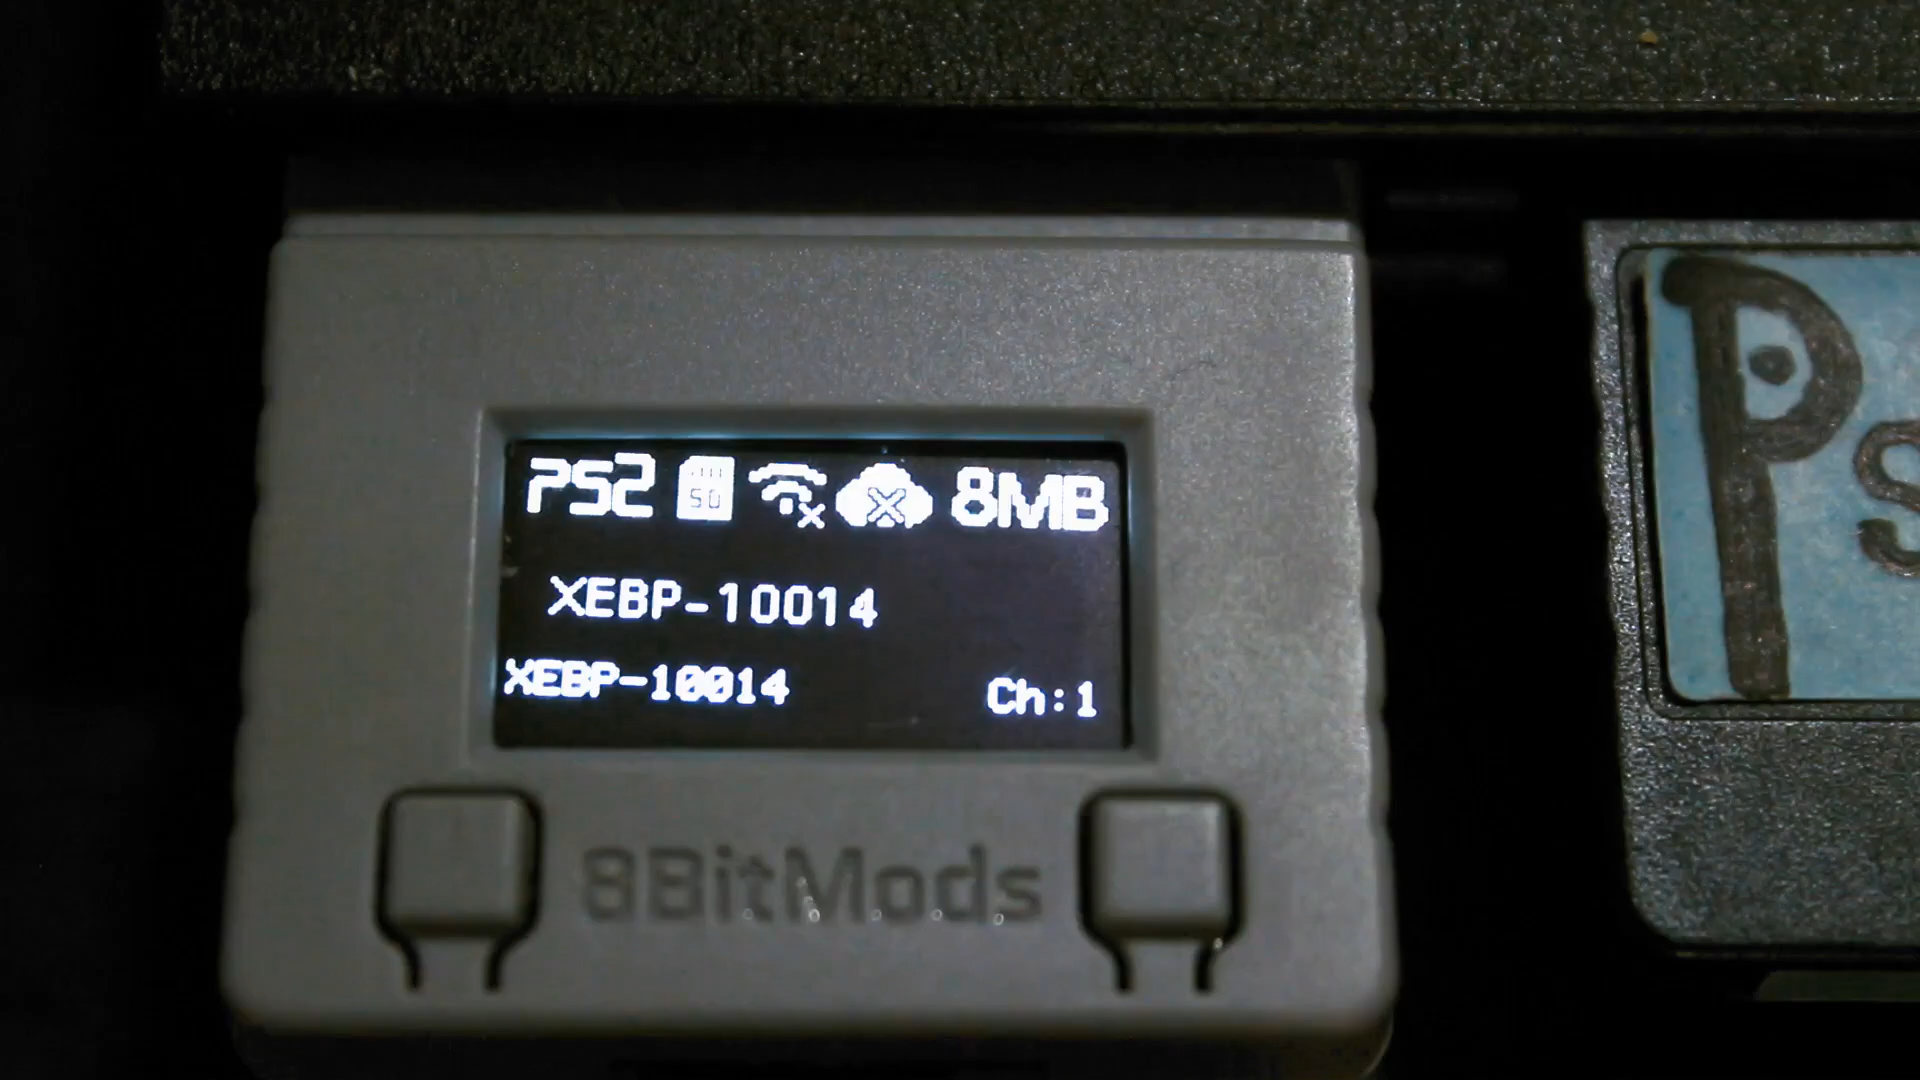 PS2 SD 8MB
XEBP-10014
XEBP-10014 Ch:1
8BitMods
Ps